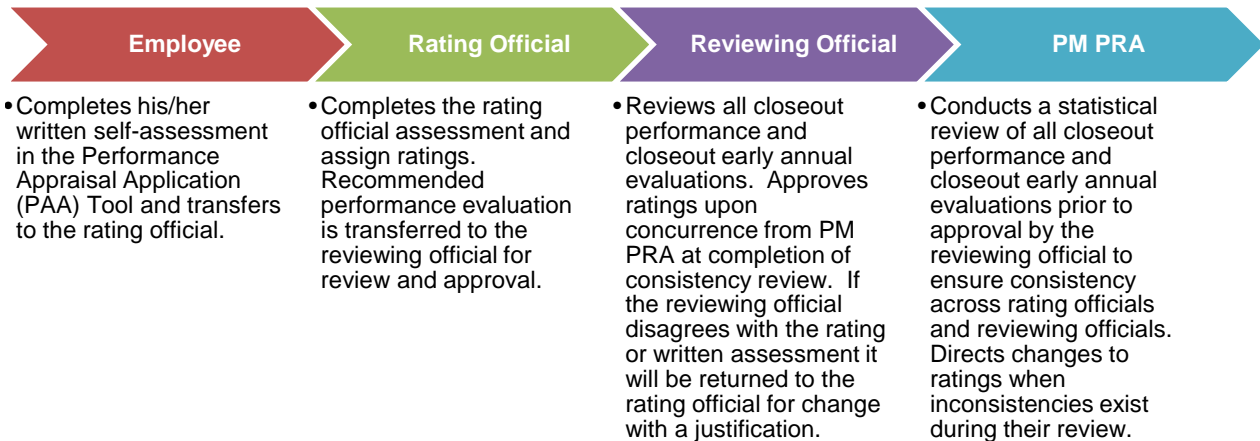 Employee
•Completes his/her
written self-assessment
in the Performance
Appraisal Application
(PAA) Tool and transfers
to the rating official.
Rating Official
•Completes the rating
official assessment and
assign ratings.
Recommended
performance evaluation
is transferred to the
reviewing official for
review and approval.
Reviewing Official
•Reviews all closeout
performance and
closeout early annual
evaluations.  Approves
ratings upon
concurrence from PM
PRA at completion of
consistency review.  If
the reviewing official
disagrees with the rating
or written assessment it
will be returned to the
rating official for change
with a justification.
PM PRA
•Conducts a statistical
review of all closeout
performance and
closeout early annual
evaluations prior to
approval by the
reviewing official to
ensure consistency
across rating officials
and reviewing officials.
Directs changes to
ratings when
inconsistencies exist
during their review.